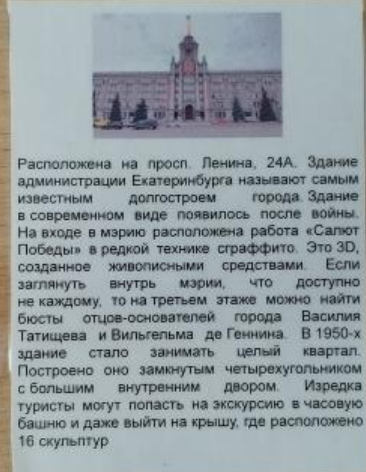 Расположена на просп. Ленина, 24А. Здание
администрации Екатеринбурга называют самым
известным долгостроем города. Здание
в современном виде появилось после войны.
На входе в мэрию расположена работа «Салют
Победы» в редкой технике сграффито. Это 3D,
созданное живописными средствами. Если
заглянуть внутрь мэрии, что доступно
не каждому, то на третьем этаже можно найти
бюсты отцов-основателей города Василия
Татищева и Вильгельма де Геннина. В 1950-х
здание стало занимать целый квартал.
Построено оно замкнутым четырехугольником
с большим внутренним двором. Изредка
туристы могут попасть на экскурсию в часовую
башню и даже выйти на крышу, где расположено
16 скульптур